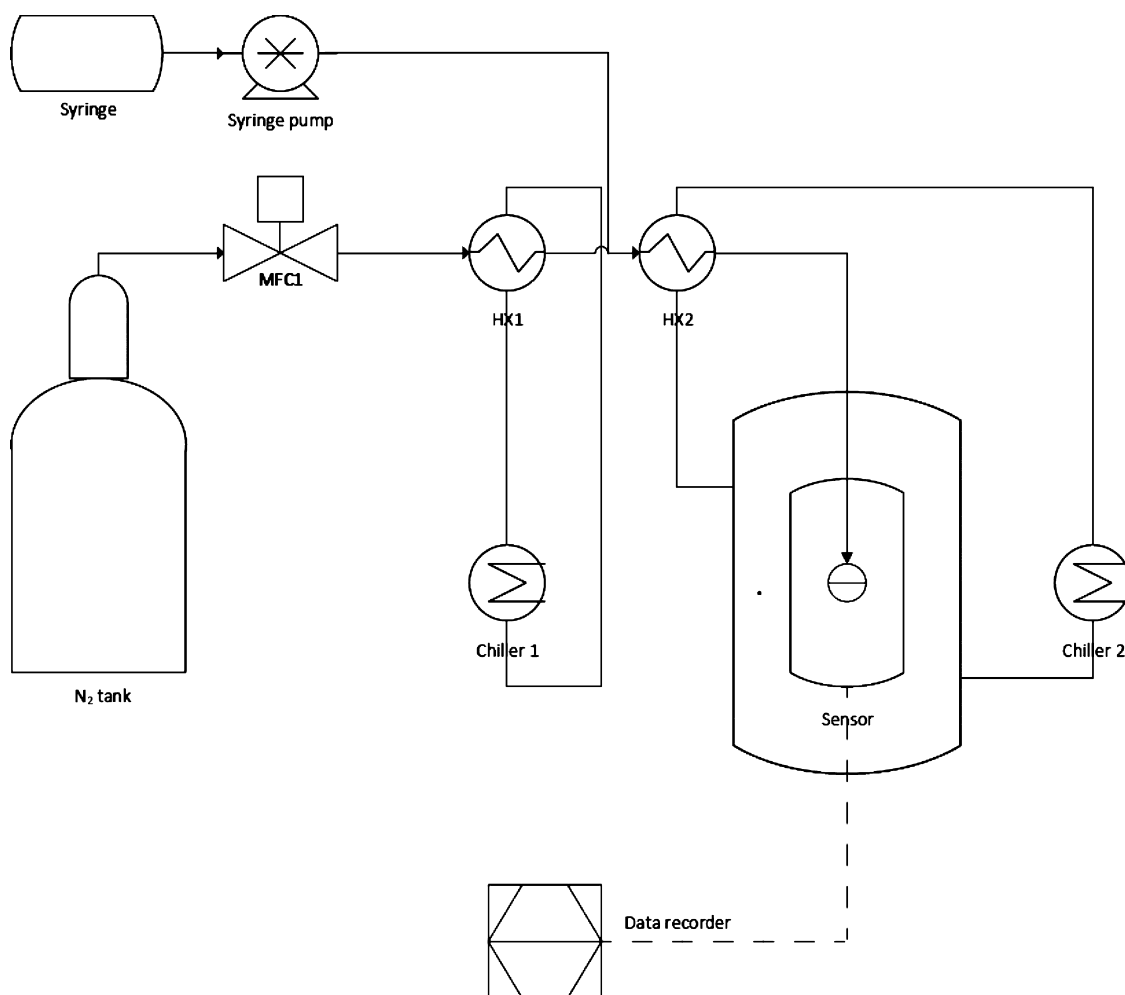 Syringe
Syringe pump
MFC1
HX1
HX2
N₂ tank
Chiller 1
Chiller 2
Sensor
Data recorder